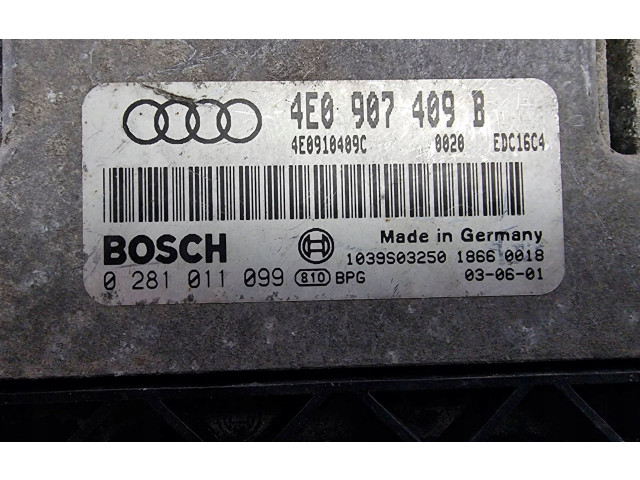 4E0 907 409 B
4E0910409C 0020 EDC16C4
BOSCH Made in Germany
1039S03250 1866 0018
0 281 011 099 810 BPG 03-06-01